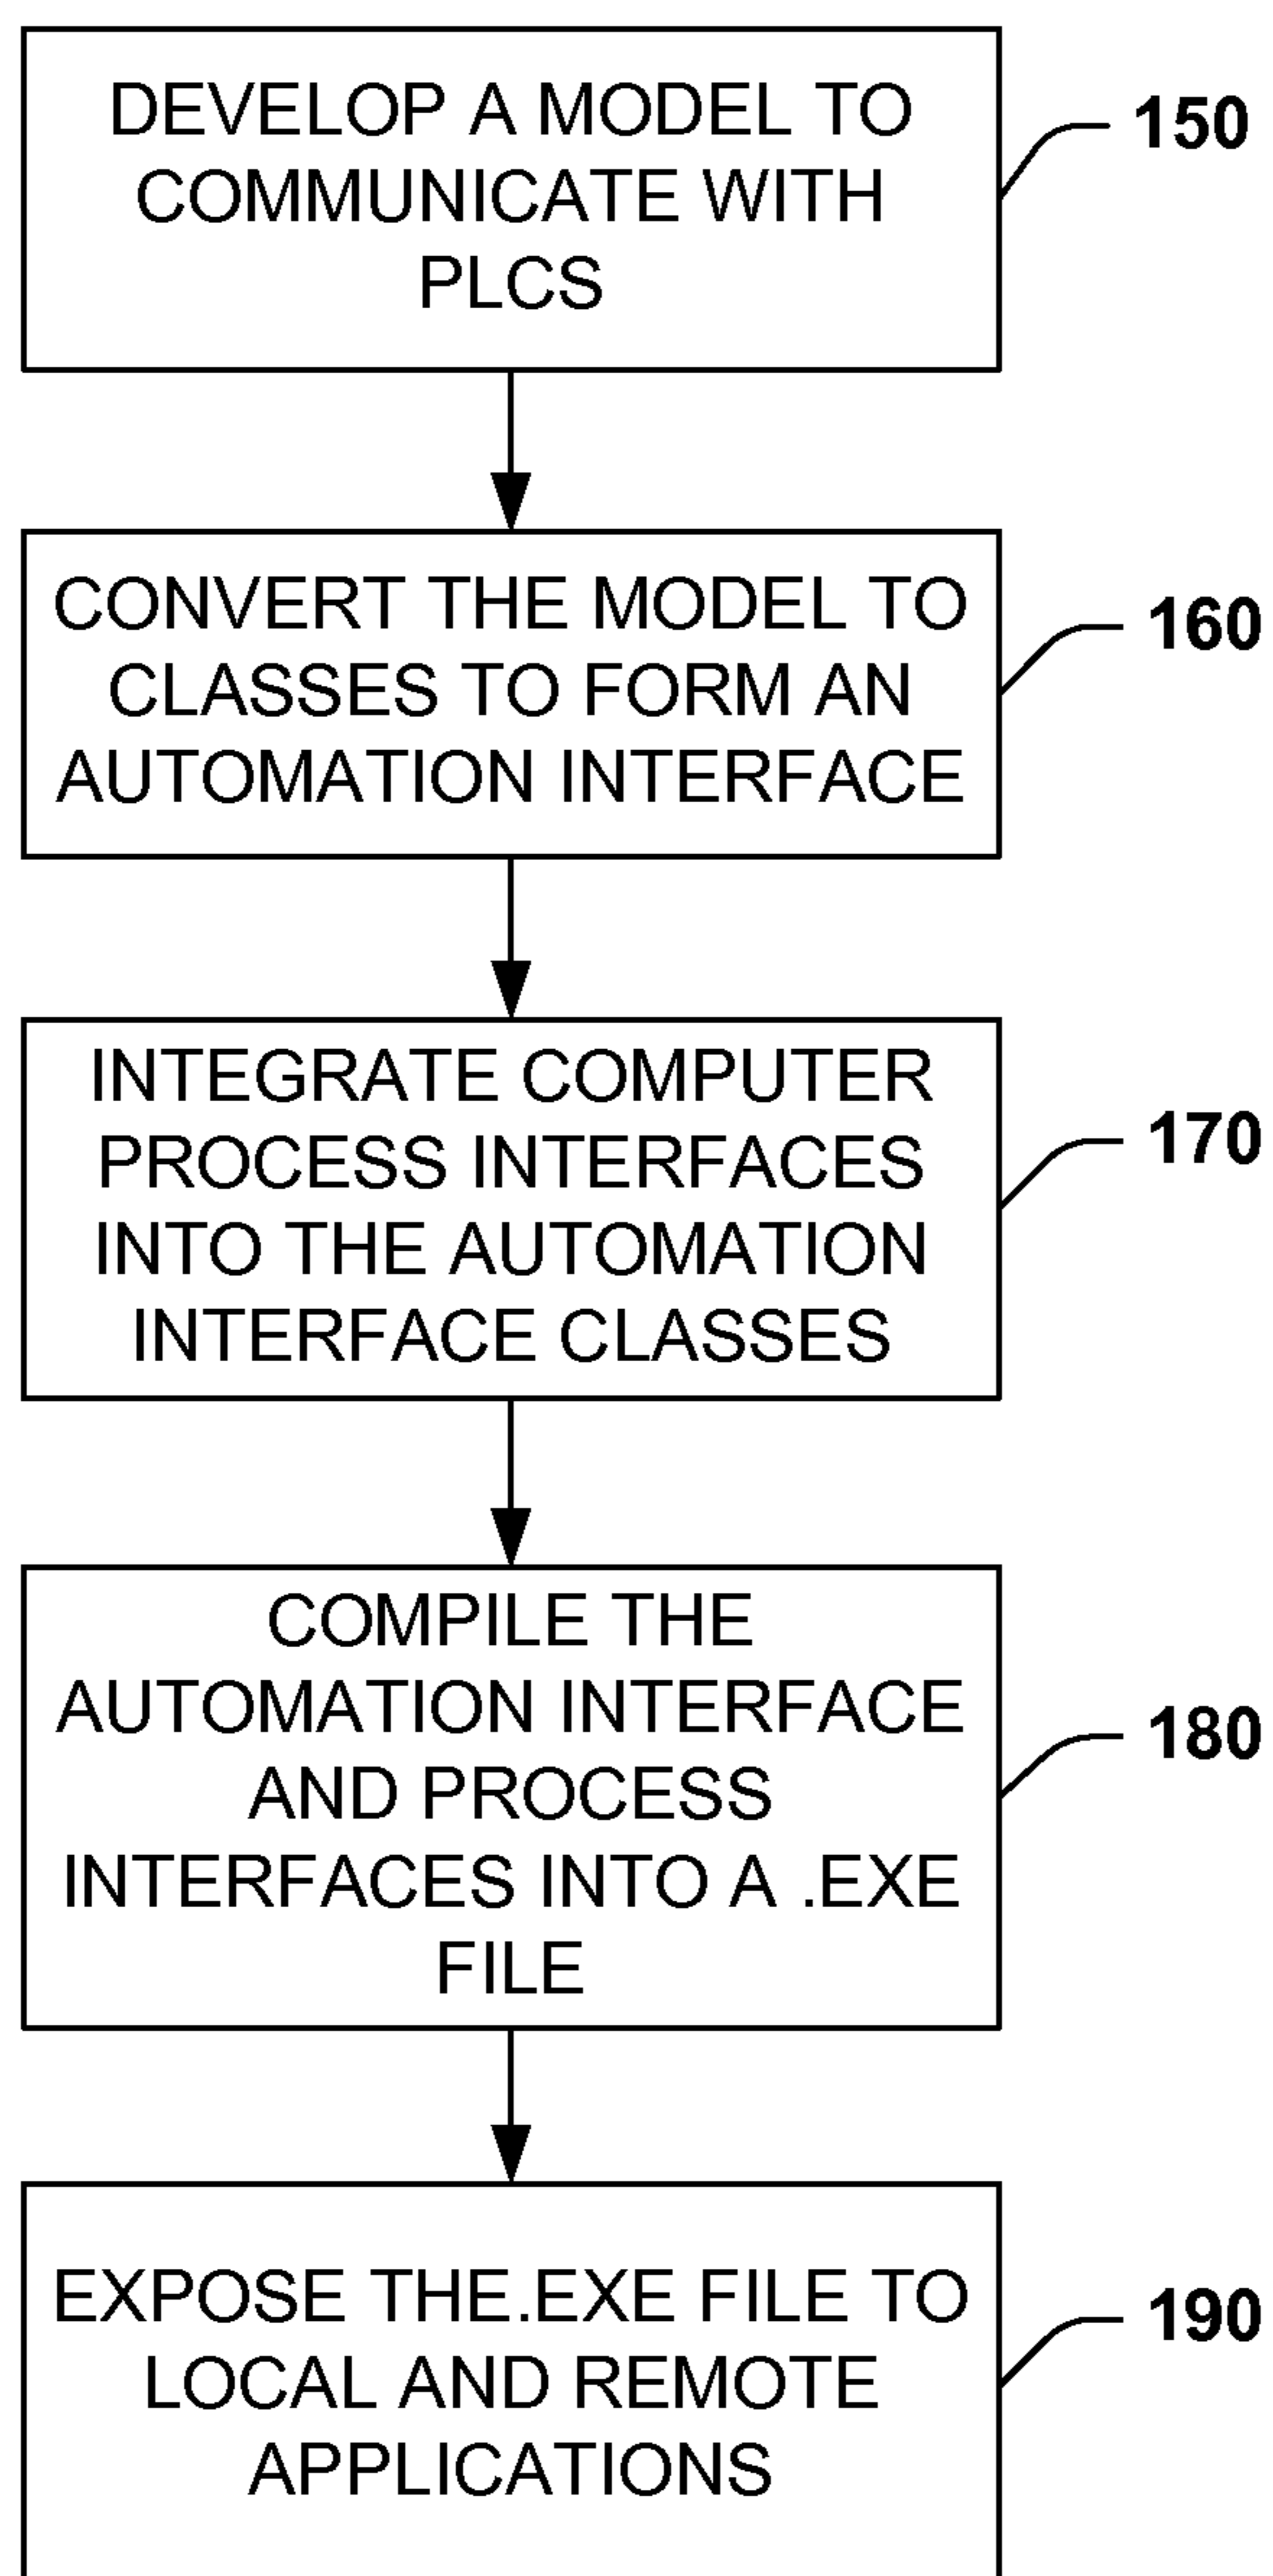 DEVELOP A MODEL TO
COMMUNICATE WITH
PLCS
150
CONVERT THE MODEL TO
CLASSES TO FORM AN
AUTOMATION INTERFACE
160
INTEGRATE COMPUTER
PROCESS INTERFACES
INTO THE AUTOMATION
INTERFACE CLASSES
170
COMPILE THE
AUTOMATION INTERFACE
AND PROCESS
INTERFACES INTO A .EXE
FILE
180
EXPOSE THE.EXE FILE TO
LOCAL AND REMOTE
APPLICATIONS
190